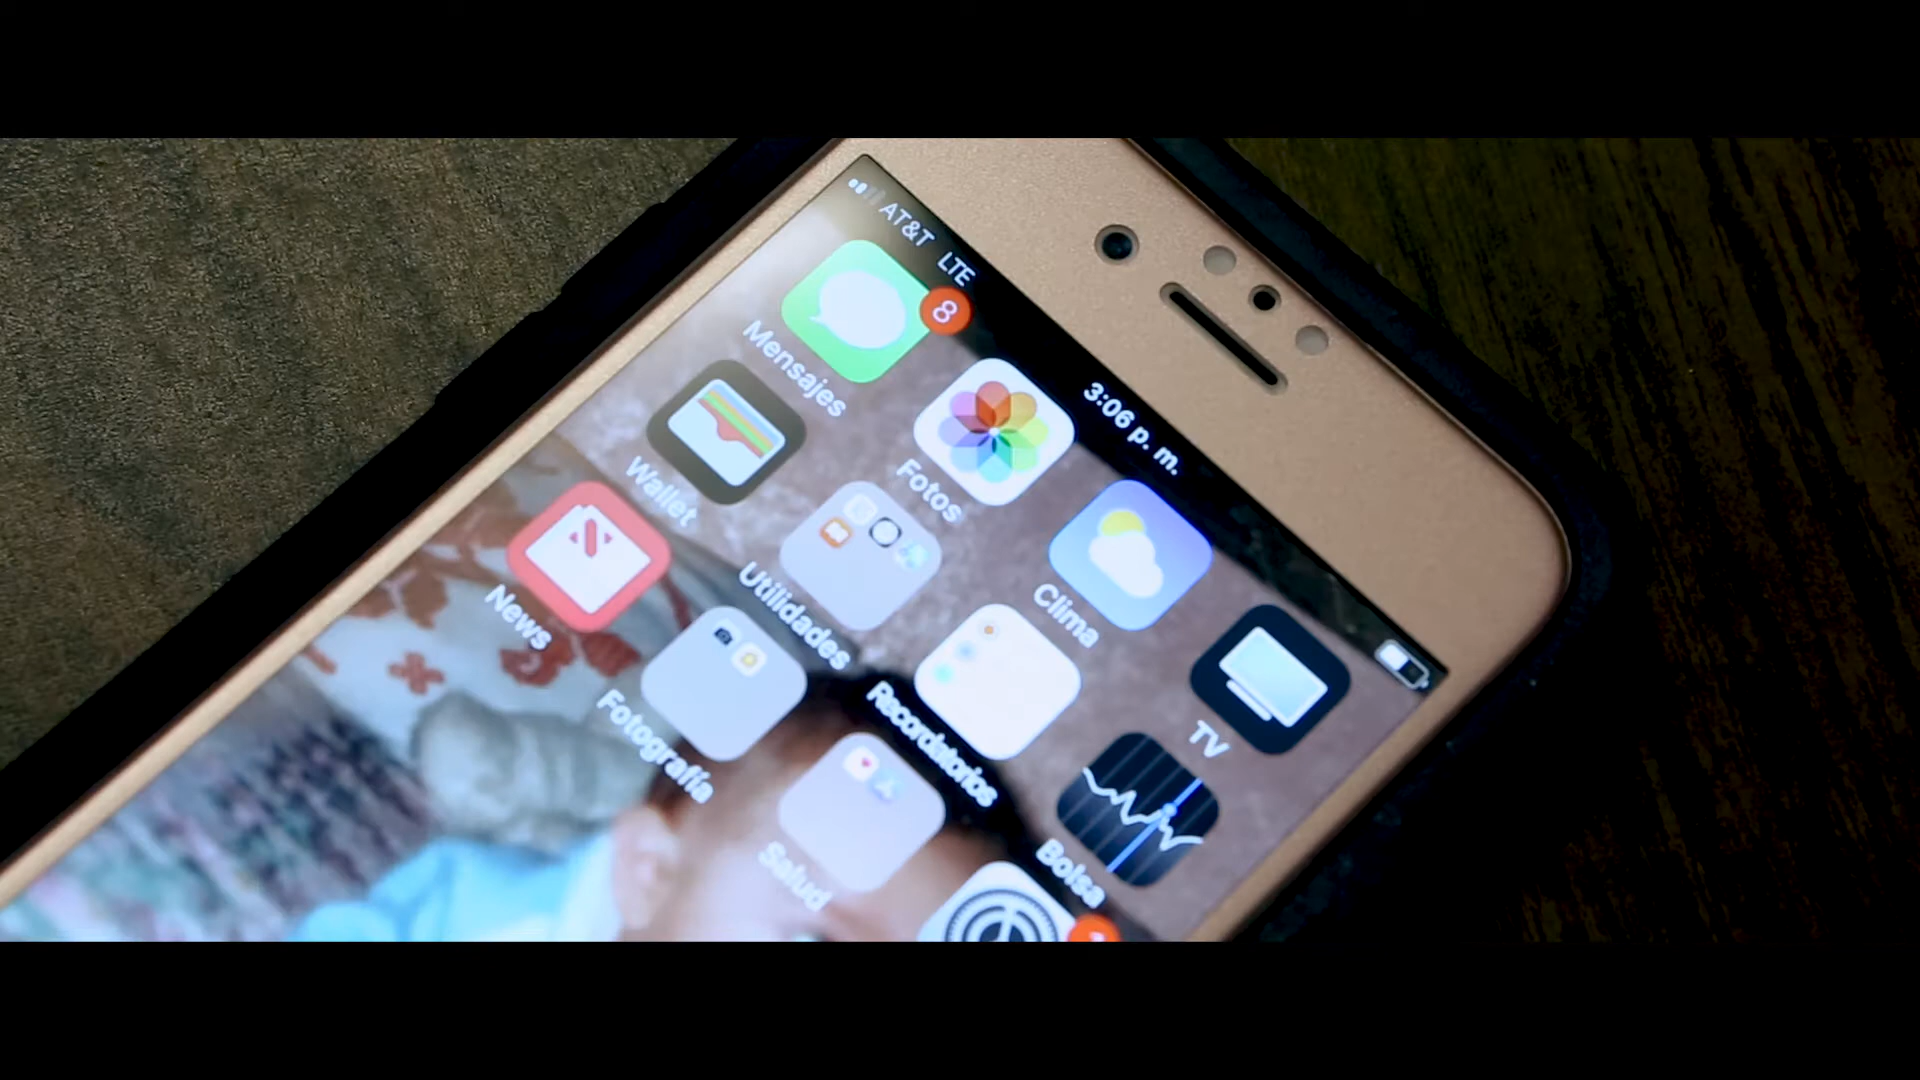 AT&T LTE
3:06 p. m.
8
Mensajes
Fotos
Clima
TV
Wallet
Utilidades
Recordatorios
Bolsa
News
Fotografía
Salud